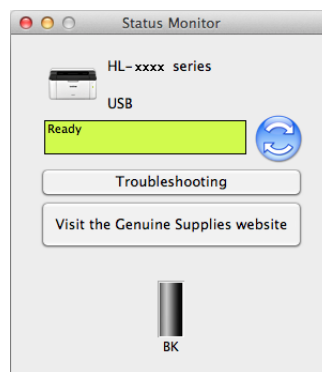 Status Monitor
HL-xxxx series
USB
Ready
Troubleshooting
Visit the Genuine Supplies website
BK